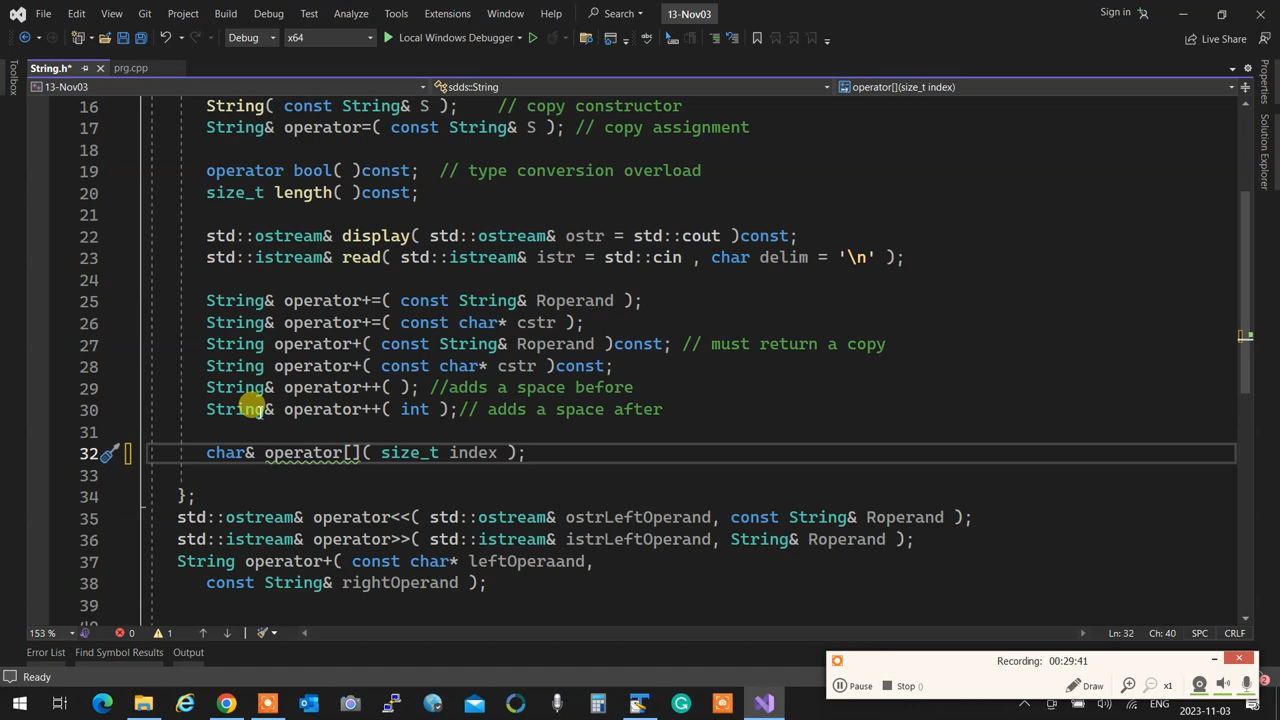 File Edit View Git Project Build Debug Test Analyze Tools Extensions Window Help Search 13-Nov03 Sign in
Debug x64 Local Windows Debugger Live Share
String.h* prg.cpp
13-Nov03 sdds::String operator[](size_t index)
Toolbox
Properties
Solution Explorer
16 String( const String& S ); // copy constructor
17 String& operator=( const String& S ); // copy assignment
18
19 operator bool( )const; // type conversion overload
20 size_t length( )const;
21
22 std::ostream& display( std::ostream& ostr = std::cout )const;
23 std::istream& read( std::istream& istr = std::cin , char delim = '\n' );
24
25 String& operator+=( const String& Roperand );
26 String& operator+=( const char* cstr );
27 String operator+( const String& Roperand )const; // must return a copy
28 String operator+( const char* cstr )const;
29 String& operator++( ); //adds a space before
30 String& operator++( int );// adds a space after
31
32 char& operator[]( size_t index );
33
34 };
35 std::ostream& operator<<( std::ostream& ostrLeftOperand, const String& Roperand );
36 std::istream& operator>>( std::istream& istrLeftOperand, String& Roperand );
37 String operator+( const char* leftOperaand,
38 const String& rightOperand );
39
153 % 0 1 Ln: 32 Ch: 40 SPC CRLF
Error List Find Symbol Results Output
Ready
Recording: 00:29:41
Pause Stop () Draw x1
2
ENG 2023-11-03